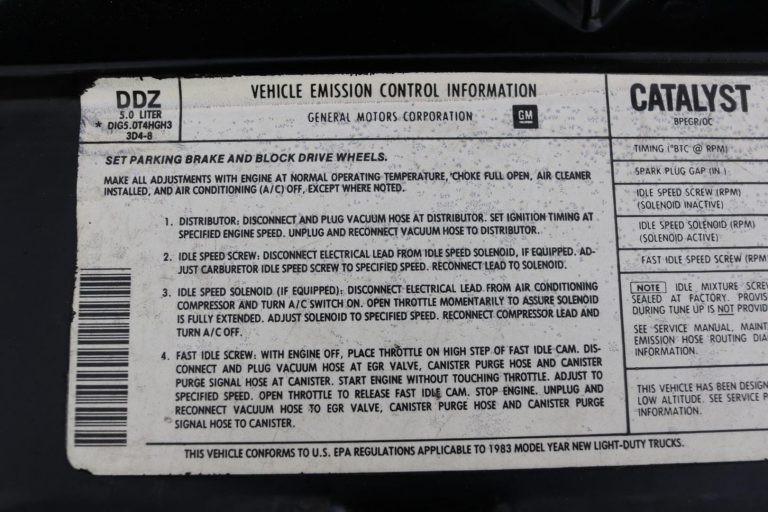 DDZ
5.0 LITER
* DIG5.0T4HGH3
3D4-8
VEHICLE EMISSION CONTROL INFORMATION
GENERAL MOTORS CORPORATION
GM
SET PARKING BRAKE AND BLOCK DRIVE WHEELS.
MAKE ALL ADJUSTMENTS WITH ENGINE AT NORMAL OPERATING TEMPERATURE, CHOKE FULL OPEN, AIR CLEANER
INSTALLED, AND AIR CONDITIONING (A/C) OFF, EXCEPT WHERE NOTED.
1. DISTRIBUTOR: DISCONNECT AND PLUG VACUUM HOSE AT DISTRIBUTOR. SET IGNITION TIMING AT
SPECIFIED ENGINE SPEED. UNPLUG AND RECONNECT VACUUM HOSE TO DISTRIBUTOR.
2. IDLE SPEED SCREW: DISCONNECT ELECTRICAL LEAD FROM IDLE SPEED SOLENOID, IF EQUIPPED. AD-
JUST CARBURETOR IDLE SPEED SCREW TO SPECIFIED SPEED. RECONNECT LEAD TO SOLENOID.
3. IDLE SPEED SOLENOID (IF EQUIPPED): DISCONNECT ELECTRICAL LEAD FROM AIR CONDITIONING
COMPRESSOR AND TURN A/C SWITCH ON. OPEN THROTTLE MOMENTARILY TO ASSURE SOLENOID
IS FULLY EXTENDED. ADJUST SOLENOID TO SPECIFIED SPEED. RECONNECT COMPRESSOR LEAD AND
TURN A/C OFF.
4. FAST IDLE SCREW: WITH ENGINE OFF, PLACE THROTTLE ON HIGH STEP OF FAST IDLE CAM. DIS-
CONNECT AND PLUG VACUUM HOSE AT EGR VALVE, CANISTER PURGE HOSE AND CANISTER
PURGE SIGNAL HOSE AT CANISTER. START ENGINE WITHOUT TOUCHING THROTTLE. ADJUST TO
SPECIFIED SPEED. OPEN THROTTLE TO RELEASE FAST IDLE CAM. STOP ENGINE. UNPLUG AND
RECONNECT VACUUM HOSE TO EGR VALVE, CANISTER PURGE HOSE AND CANISTER PURGE
SIGNAL HOSE TO CANISTER.
THIS VEHICLE CONFORMS TO U.S. EPA REGULATIONS APPLICABLE TO 1983 MODEL YEAR NEW LIGHT-DUTY TRUCKS.
CATALYST
BPEGR/OC
TIMING (°BTC @ RPM)
SPARK PLUG GAP (IN.)
IDLE SPEED SCREW (RPM)
(SOLENOID INACTIVE)
IDLE SPEED SOLENOID (RPM)
(SOLENOID ACTIVE)
FAST IDLE SPEED SCREW (RPM
NOTE IDLE MIXTURE SCREW
SEALED AT FACTORY. PROVIS
DURING TUNE UP IS NOT PROVID
SEE SERVICE MANUAL, MAINT
EMISSION HOSE ROUTING DIA
INFORMATION.
THIS VEHICLE HAS BEEN DESIGN
LOW ALTITUDE. SEE SERVICE P
INFORMATION.